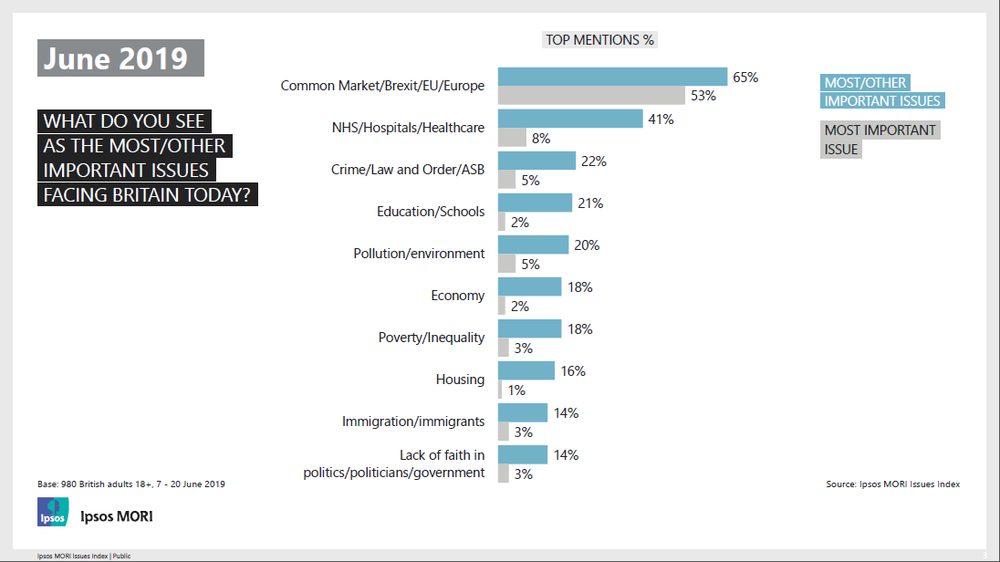 June 2019
WHAT DO YOU SEE
AS THE MOST/OTHER
IMPORTANT ISSUES
FACING BRITAIN TODAY?
TOP MENTIONS %
Common Market/Brexit/EU/Europe
65%
53%
NHS/Hospitals/Healthcare
41%
8%
Crime/Law and Order/ASB
22%
5%
Education/Schools
21%
2%
Pollution/environment
20%
5%
Economy
18%
2%
Poverty/Inequality
18%
3%
Housing
16%
1%
Immigration/immigrants
14%
3%
Lack of faith in
politics/politicians/government
14%
3%
MOST/OTHER
IMPORTANT ISSUES
MOST IMPORTANT
ISSUE
Base: 980 British adults 18+, 7 - 20 June 2019
Source: Ipsos MORI Issues Index
Ipsos
Ipsos MORI
Ipsos MORI Issues Index | Public
3